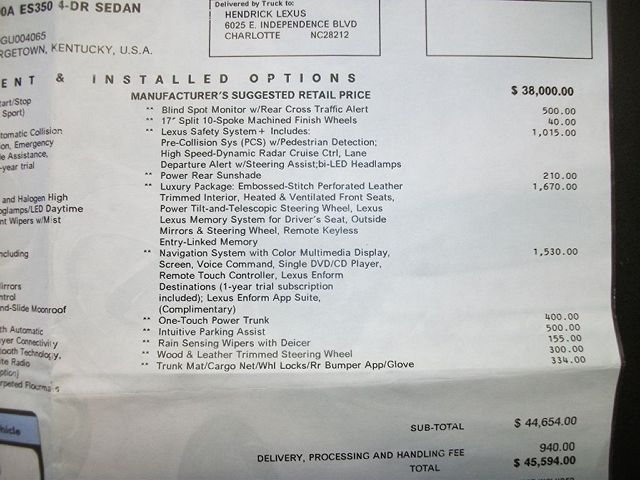 0A ES350 4-DR SEDAN
GU004065
RGETOWN, KENTUCKY, U.S.A.
Delivered by Truck to:
HENDRICK LEXUS
6025 E. INDEPENDENCE BLVD
CHARLOTTE NC28212
ENT & INSTALLED OPTIONS
MANUFACTURER'S SUGGESTED RETAIL PRICE $ 38,000.00
** Blind Spot Monitor w/Rear Cross Traffic Alert 500.00
** 17" Split 10-Spoke Machined Finish Wheels 40.00
** Lexus Safety System+ Includes: 1,015.00
Pre-Collision Sys (PCS) w/Pedestrian Detection;
High Speed-Dynamic Radar Cruise Ctrl, Lane
Departure Alert w/Steering Assist;bi-LED Headlamps
** Power Rear Sunshade 210.00
** Luxury Package: Embossed-Stitch Perforated Leather 1,670.00
Trimmed Interior, Heated & Ventilated Front Seats,
Power Tilt-and-Telescopic Steering Wheel, Lexus
Lexus Memory System for Driver's Seat, Outside
Mirrors & Steering Wheel, Remote Keyless
Entry-Linked Memory
** Navigation System with Color Multimedia Display, 1,530.00
Screen, Voice Command, Single DVD/CD Player,
Remote Touch Controller, Lexus Enform
Destinations (1-year trial subscription
included); Lexus Enform App Suite,
(Complimentary)
** One-Touch Power Trunk 400.00
** Intuitive Parking Assist 500.00
** Rain Sensing Wipers with Deicer 155.00
** Wood & Leather Trimmed Steering Wheel 300.00
** Trunk Mat/Cargo Net/Whl Locks/Rr Bumper App/Glove 334.00
SUB-TOTAL $ 44,654.00
DELIVERY, PROCESSING AND HANDLING FEE 940.00
TOTAL $ 45,594.00
tart/Stop
Sport)
tomatic Collision
on, Emergency
e Assistance,
-year trial
and Halogen High
oglamps/LED Daytime
nt Wipers w/Mist
ncluding
irrors
ntrol
nd-Slide Moonroof
th Automatic
yer Connectivity
tooth Technology,
te Radio
ption)
rpeted Floormats
hicle